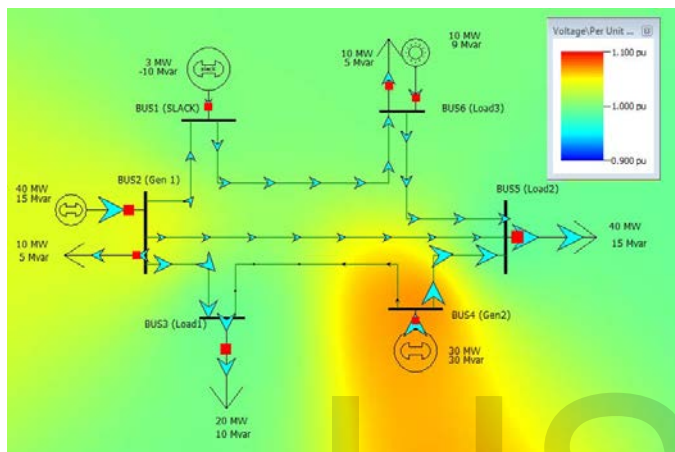 Voltage\Per Unit ...
1.100 pu
1.000 pu
0.900 pu
3 MW
-10 Mvar
slack
BUS1 (SLACK)
10 MW
5 Mvar
10 MW
9 Mvar
BUS6 (Load3)
BUS2 (Gen 1)
40 MW
15 Mvar
10 MW
5 Mvar
BUS5 (Load2)
40 MW
15 Mvar
BUS3 (Load1)
BUS4 (Gen2)
30 MW
30 Mvar
20 MW
10 Mvar